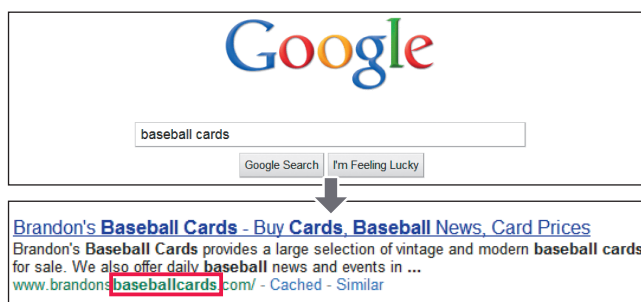 Google
baseball cards
Google Search I'm Feeling Lucky
Brandon's Baseball Cards - Buy Cards, Baseball News, Card Prices
Brandon's Baseball Cards provides a large selection of vintage and modern baseball cards
for sale. We also offer daily baseball news and events in ...
www.brandonsbaseballcards.com/ - Cached - Similar